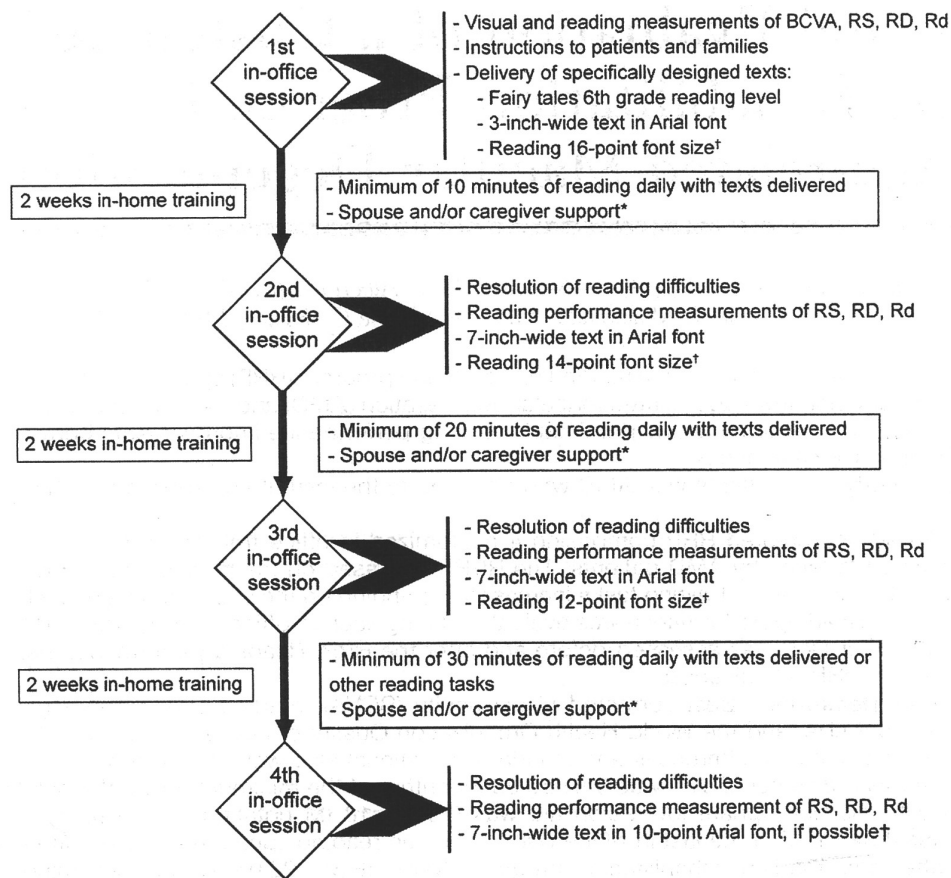 1st
in-office
session
- Visual and reading measurements of BCVA, RS, RD, Rd
- Instructions to patients and families
- Delivery of specifically designed texts:
- Fairy tales 6th grade reading level
- 3-inch-wide text in Arial font
- Reading 16-point font size†
2 weeks in-home training
- Minimum of 10 minutes of reading daily with texts delivered
- Spouse and/or caregiver support*
2nd
in-office
session
- Resolution of reading difficulties
- Reading performance measurements of RS, RD, Rd
- 7-inch-wide text in Arial font
- Reading 14-point font size†
2 weeks in-home training
- Minimum of 20 minutes of reading daily with texts delivered
- Spouse and/or caregiver support*
3rd
in-office
session
- Resolution of reading difficulties
- Reading performance measurements of RS, RD, Rd
- 7-inch-wide text in Arial font
- Reading 12-point font size†
2 weeks in-home training
- Minimum of 30 minutes of reading daily with texts delivered or
other reading tasks
- Spouse and/or carergiver support*
4th
in-office
session
- Resolution of reading difficulties
- Reading performance measurement of RS, RD, Rd
- 7-inch-wide text in 10-point Arial font, if possible†